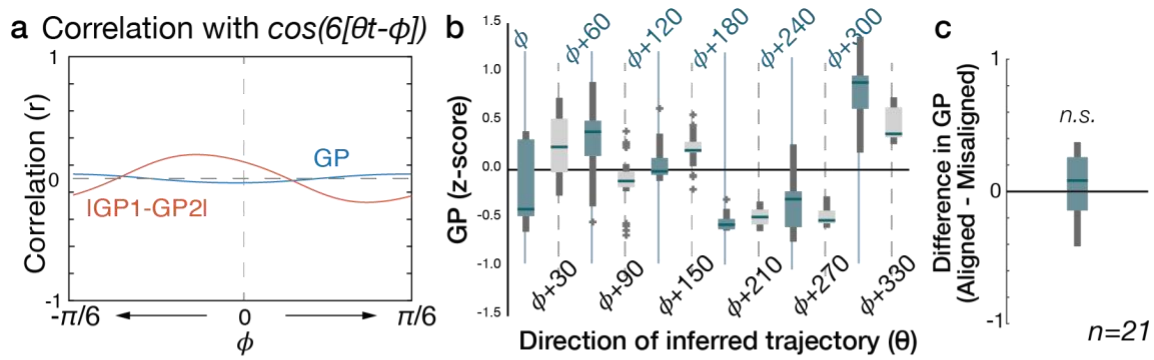 a Correlation with cos(6[θt-ϕ])
1
0
-1
Correlation (r)
GP
|GP1-GP2|
-π/6
0
π/6
ϕ
b
1.5
1.0
0.5
0.0
-0.5
-1.0
-1.5
GP (z-score)
ϕ
ϕ+60
ϕ+120
ϕ+180
ϕ+240
ϕ+300
ϕ+30
ϕ+90
ϕ+150
ϕ+210
ϕ+270
ϕ+330
Direction of inferred trajectory (θ)
c
Difference in GP
(Aligned - Misaligned)
1
0
-1
n.s.
n=21